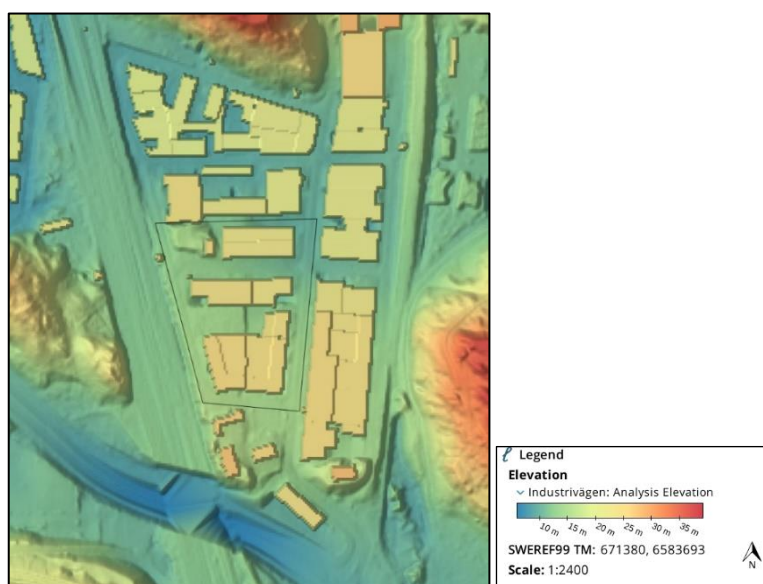 Legend
Elevation
Industrivägen: Analysis Elevation
10 m 15 m 20 m 25 m 30 m 35 m
SWEREF99 TM: 671380, 6583693
Scale: 1:2400
N